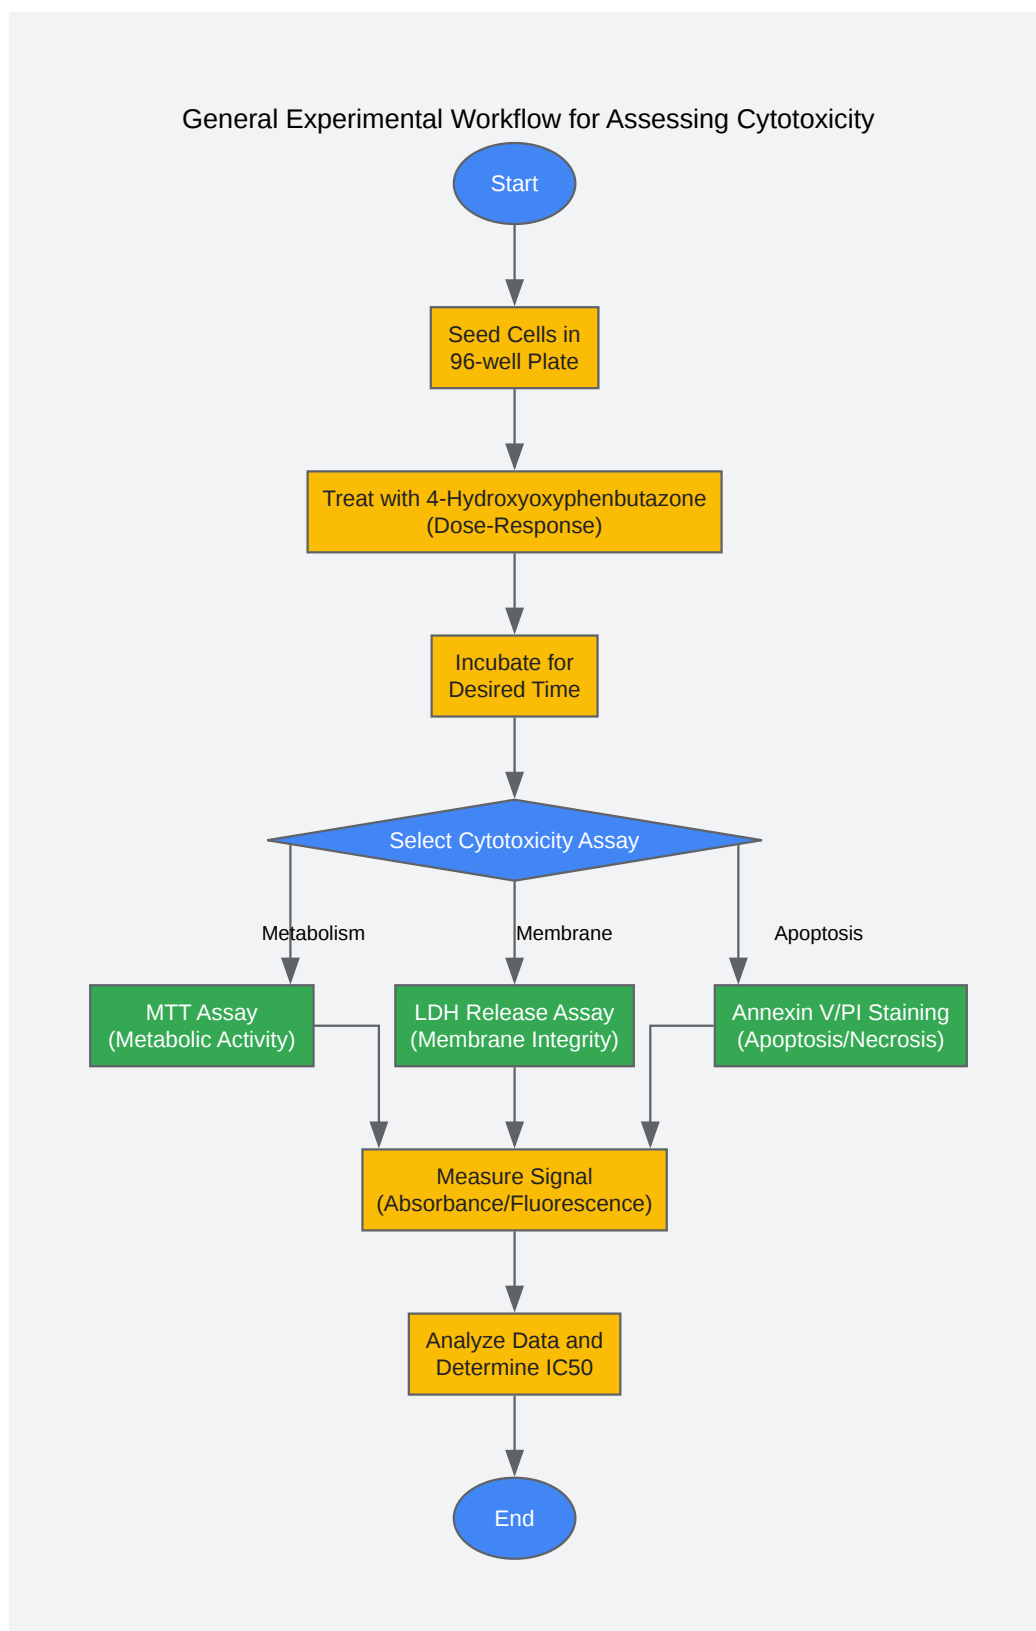 General Experimental Workflow for Assessing Cytotoxicity
Start
Seed Cells in
96-well Plate
Treat with 4-Hydroxyoxyphenbutazone
(Dose-Response)
Incubate for
Desired Time
Select Cytotoxicity Assay
Metabolism
Membrane
Apoptosis
MTT Assay
(Metabolic Activity)
LDH Release Assay
(Membrane Integrity)
Annexin V/PI Staining
(Apoptosis/Necrosis)
Measure Signal
(Absorbance/Fluorescence)
Analyze Data and
Determine IC50
End